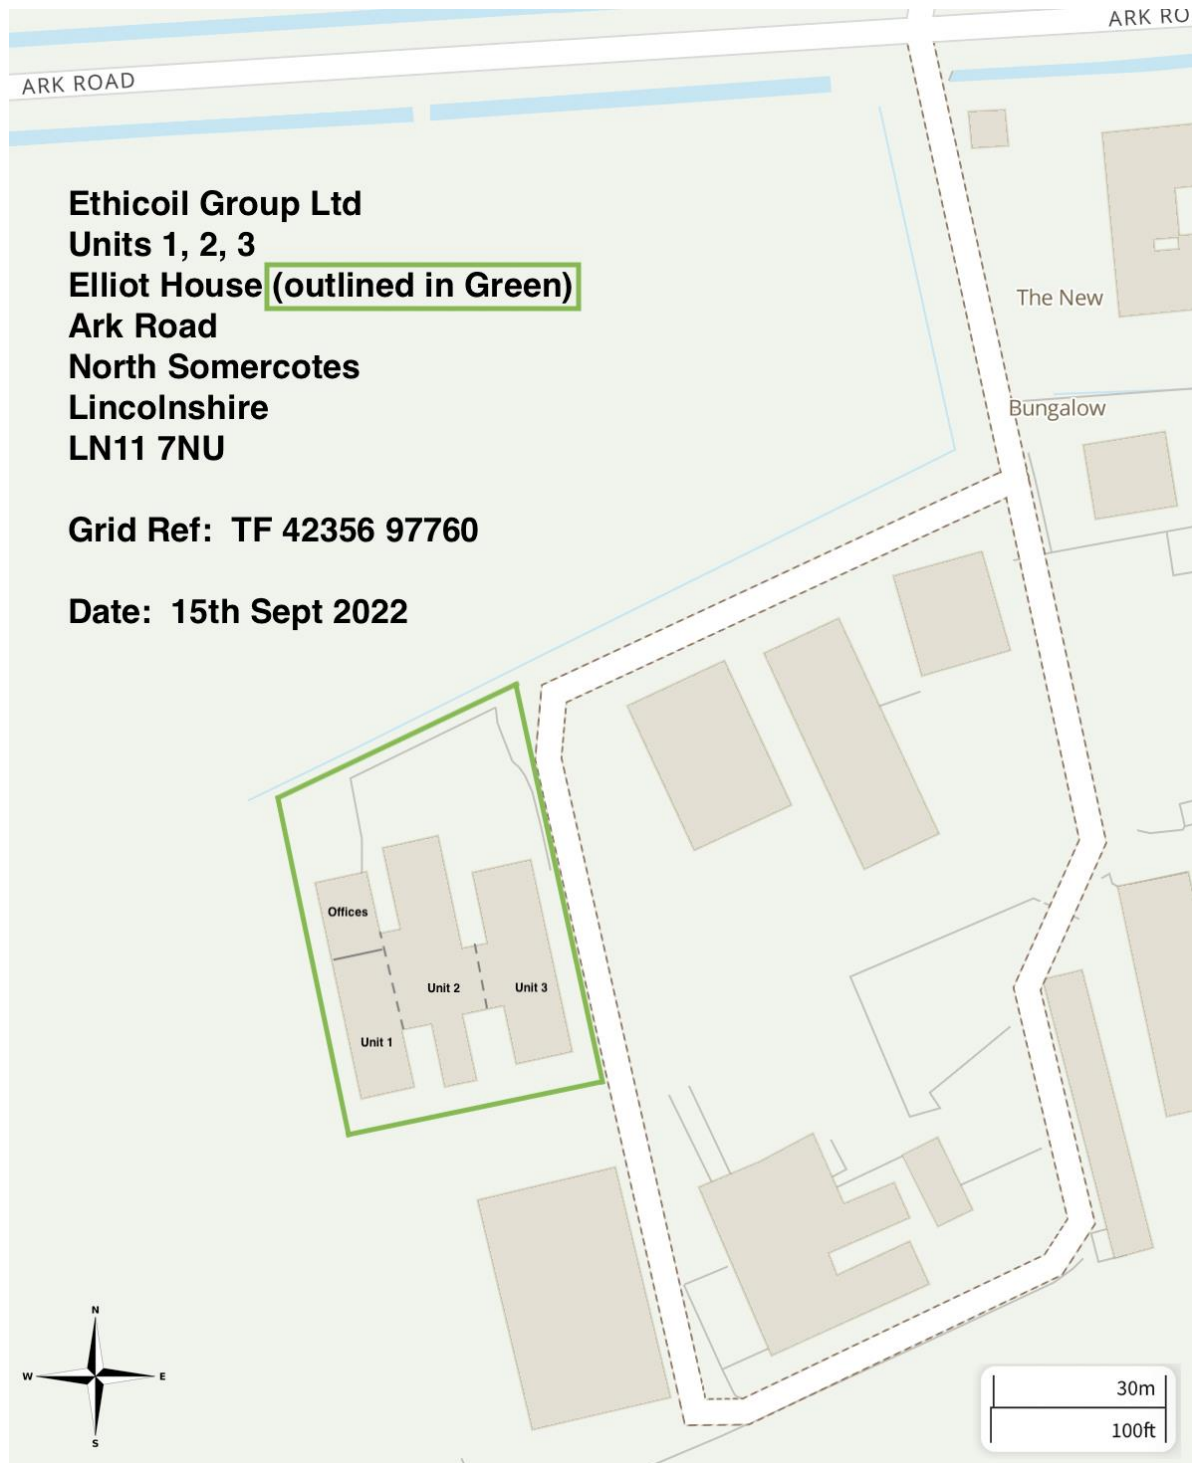 ARK RO
ARK ROAD
Ethicoil Group Ltd
Units 1, 2, 3
Elliot House (outlined in Green)
Ark Road
North Somercotes
Lincolnshire
LN11 7NU
Grid Ref: TF 42356 97760
Date: 15th Sept 2022
The New
Bungalow
Offices
Unit 2
Unit 3
Unit 1
N
W
E
S
30m
100ft